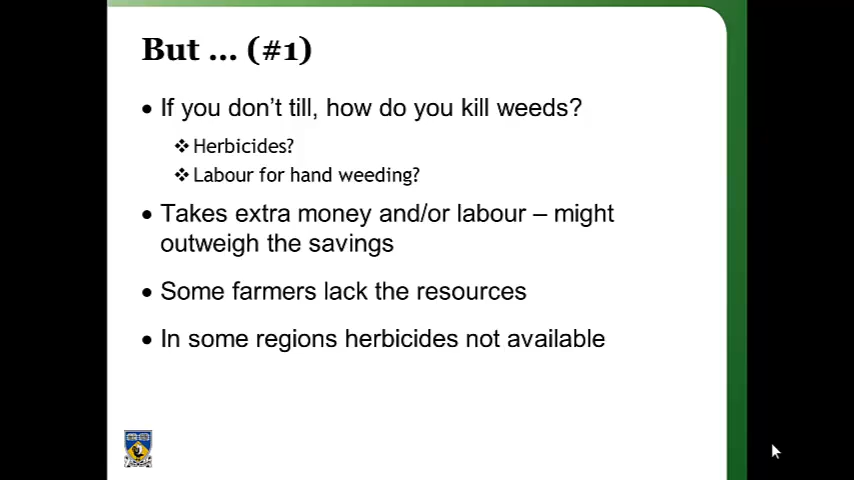 But ... (#1)
• If you don't till, how do you kill weeds?
❖ Herbicides?
❖ Labour for hand weeding?
• Takes extra money and/or labour – might
outweigh the savings
• Some farmers lack the resources
• In some regions herbicides not available